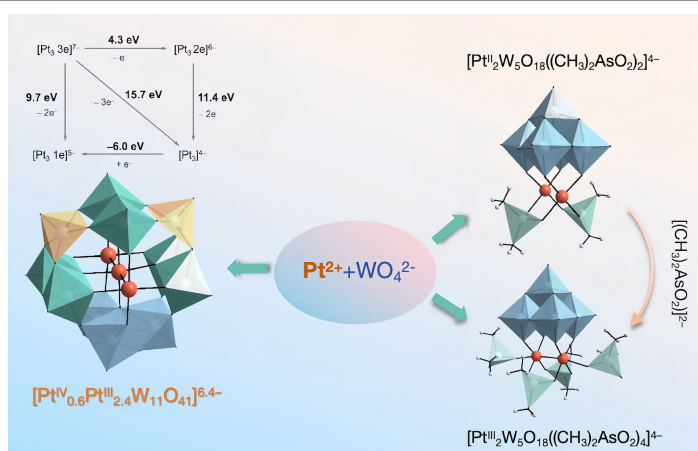 [Pt₃ 3e]⁷⁻ 4.3 eV [Pt₃ 2e]⁶⁻
– e
9.7 eV 15.7 eV 11.4 eV
– 2e⁻ – 3e⁻ – 2e
–6.0 eV
[Pt₃ 1e]⁵⁻ [Pt₃]⁴⁻
+ e⁻
[Ptᴵⱽ₀.₆Ptᴵᴵᴵ₂.₄W₁₁O₄₁]⁶·⁴⁻
Pt²⁺+WO₄²⁻
[Ptᴵᴵ₂W₅O₁₈((CH₃)₂AsO₂)₂]⁴⁻
[(CH₃)₂AsO₂)]²⁻
[Ptᴵᴵᴵ₂W₅O₁₈((CH₃)₂AsO₂)₄]⁴⁻